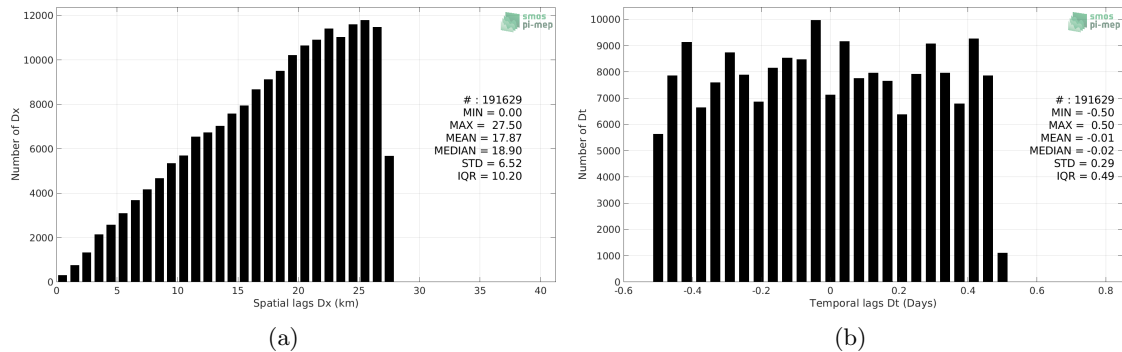 12000
10000
8000
6000
4000
2000
0
Number of Dx
0 5 10 15 20 25 30 35 40
Spatial lags Dx (km)
smos
pi-mep
# : 191629
MIN = 0.00
MAX = 27.50
MEAN = 17.87
MEDIAN = 18.90
STD = 6.52
IQR = 10.20
(a)
10000
9000
8000
7000
6000
5000
4000
3000
2000
1000
0
Number of Dt
-0.6 -0.4 -0.2 0 0.2 0.4 0.6 0.8
Temporal lags Dt (Days)
smos
pi-mep
# : 191629
MIN = -0.50
MAX = 0.50
MEAN = -0.01
MEDIAN = -0.02
STD = 0.29
IQR = 0.49
(b)